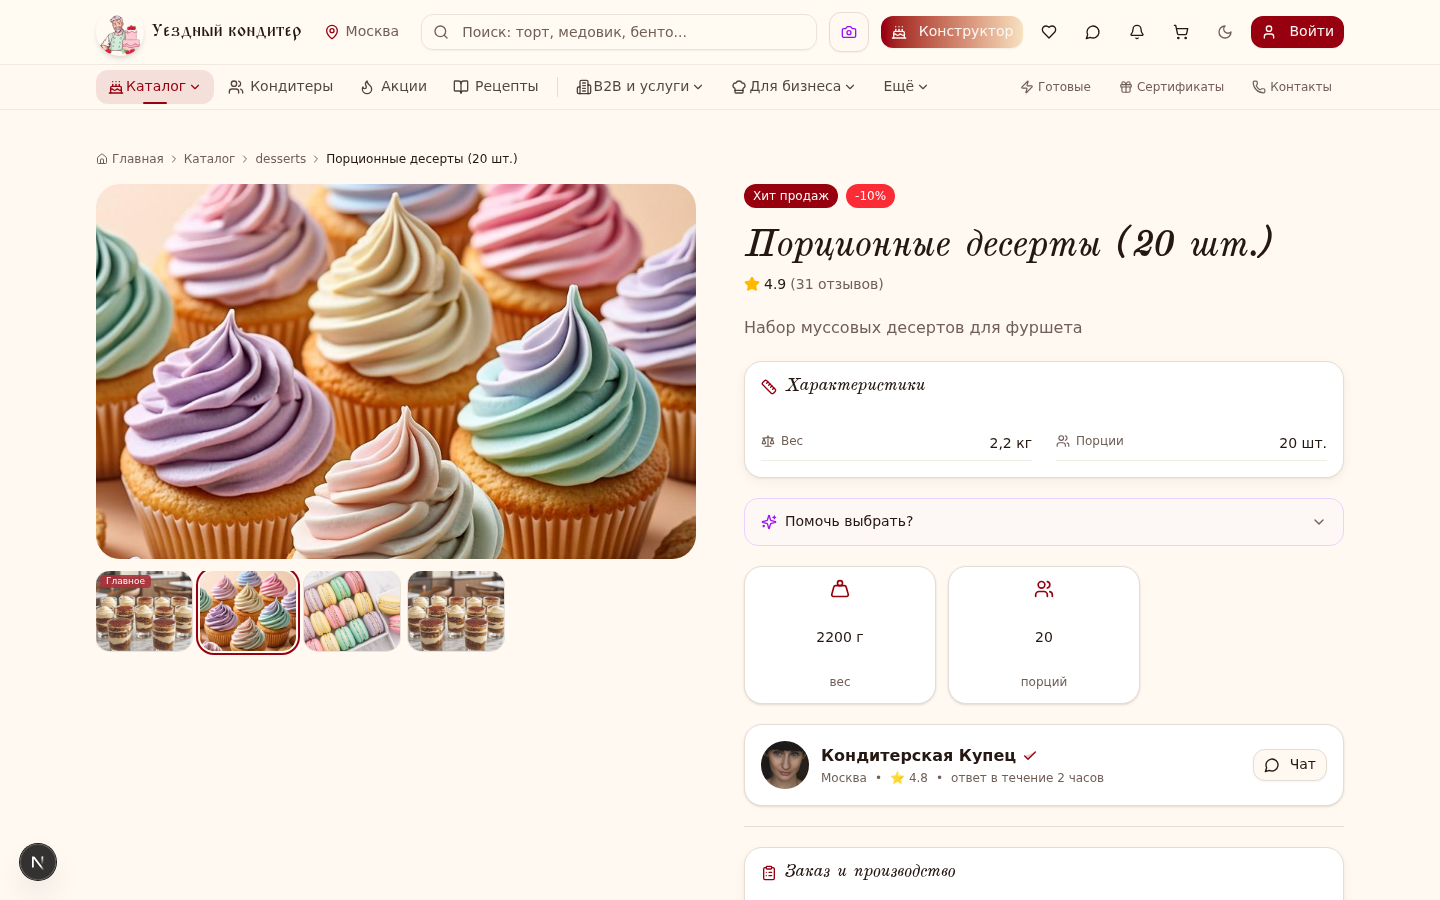 Уездный кондитер
Москва
Поиск: торт, медовик, бенто...
Конструктор
Войти
Каталог
Кондитеры
Акции
Рецепты
B2B и услуги
Для бизнеса
Ещё
Готовые
Сертификаты
Контакты
Главная
Каталог
desserts
Порционные десерты (20 шт.)
Хит продаж
-10%
Порционные десерты (20 шт.)
4.9 (31 отзывов)
Набор муссовых десертов для фуршета
Характеристики
Вес
2,2 кг
Порции
20 шт.
Помочь выбрать?
Главное
2200 г
вес
20
порций
Кондитерская Купец
Москва • ⭐ 4.8 • ответ в течение 2 часов
Чат
N
Заказ и производство